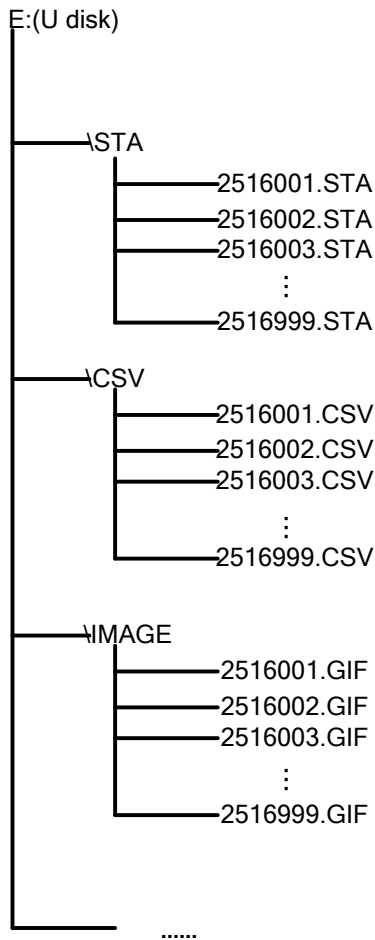 E:(U disk)
\STA
2516001.STA
2516002.STA
2516003.STA
⋮
2516999.STA
\CSV
2516001.CSV
2516002.CSV
2516003.CSV
⋮
2516999.CSV
\IMAGE
2516001.GIF
2516002.GIF
2516003.GIF
⋮
2516999.GIF
......